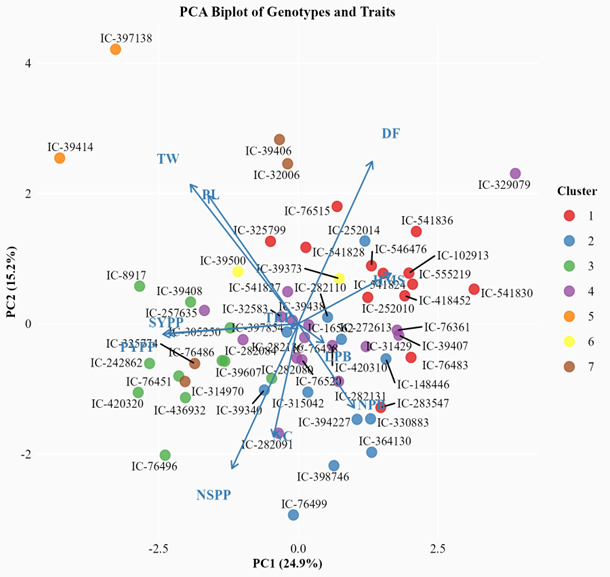 PCA Biplot of Genotypes and Traits
IC-397138
4
DF
IC-39406
IC-39414
TW
IC-32006
IC-329079
2
PL
IC-76515
IC-541836
IC-325799
IC-252014
IC-546476
IC-541828
IC-102913
IC-39500
IC-39373
IC-555219
IC-8917
IC-541827
IC-282110
IC-541824
IC-541830
IC-39408
IC-418452
IC-257635
IC-32583
IC-39438
IC-252010
0
SYPP
IC-305250
IC-397854
IC-272613
IC-76361
IC-39407
IC-76486
IC-282084
IC-76458
IC-31429
IC-242862
IC-76483
IC-39607
IC-282080
IC-420310
IC-76451
IC-76520
IC-148446
IC-314970
IC-282131
IC-420320
IC-436932
IC-39340
IC-315042
IC-283547
IC-394227
IC-330883
IC-282091
IC-364130
-2
IC-76496
IC-398746
NSPP
IC-76499
-2.5
0.0
2.5
PC1 (24.9%)
PC2 (15.2%)
Cluster
1
2
3
4
5
6
7